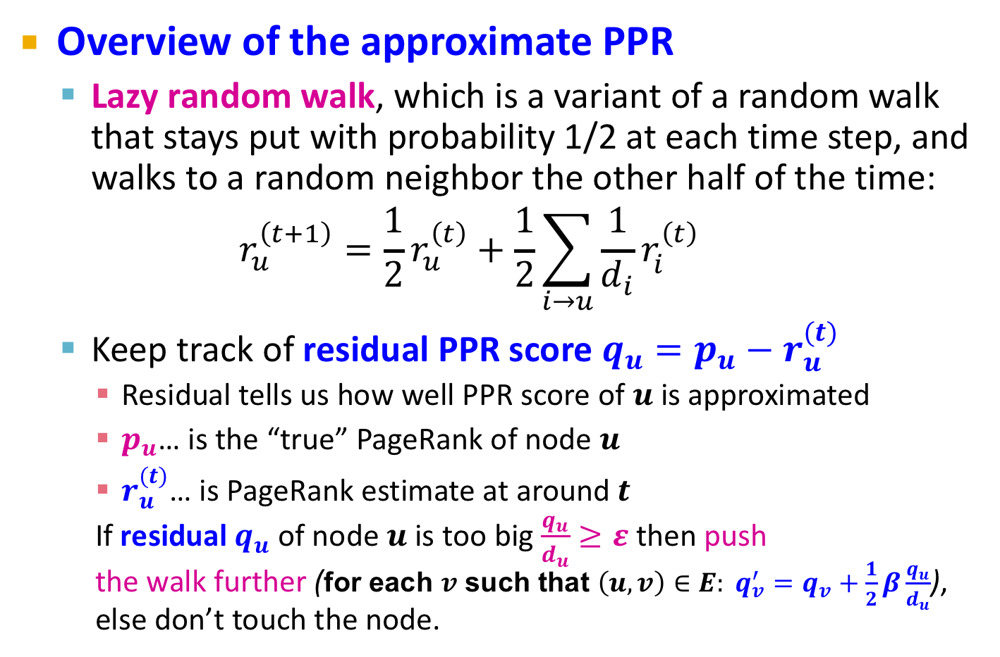 Overview of the approximate PPR
Lazy random walk, which is a variant of a random walk
that stays put with probability 1/2 at each time step, and
walks to a random neighbor the other half of the time:
r_u^{(t+1)} = \frac{1}{2} r_u^{(t)} + \frac{1}{2} \sum_{i→u} \frac{1}{d_i} r_i^{(t)}
Keep track of residual PPR score q_u = p_u − r_u^{(t)}
Residual tells us how well PPR score of u is approximated
p_u… is the “true” PageRank of node u
r_u^{(t)}… is PageRank estimate at around t
If residual q_u of node u is too big \frac{q_u}{d_u} ≥ ε then push
the walk further (for each v such that (u, v) ∈ E: q_v′ = q_v + \frac{1}{2} β \frac{q_u}{d_u}),
else don’t touch the node.